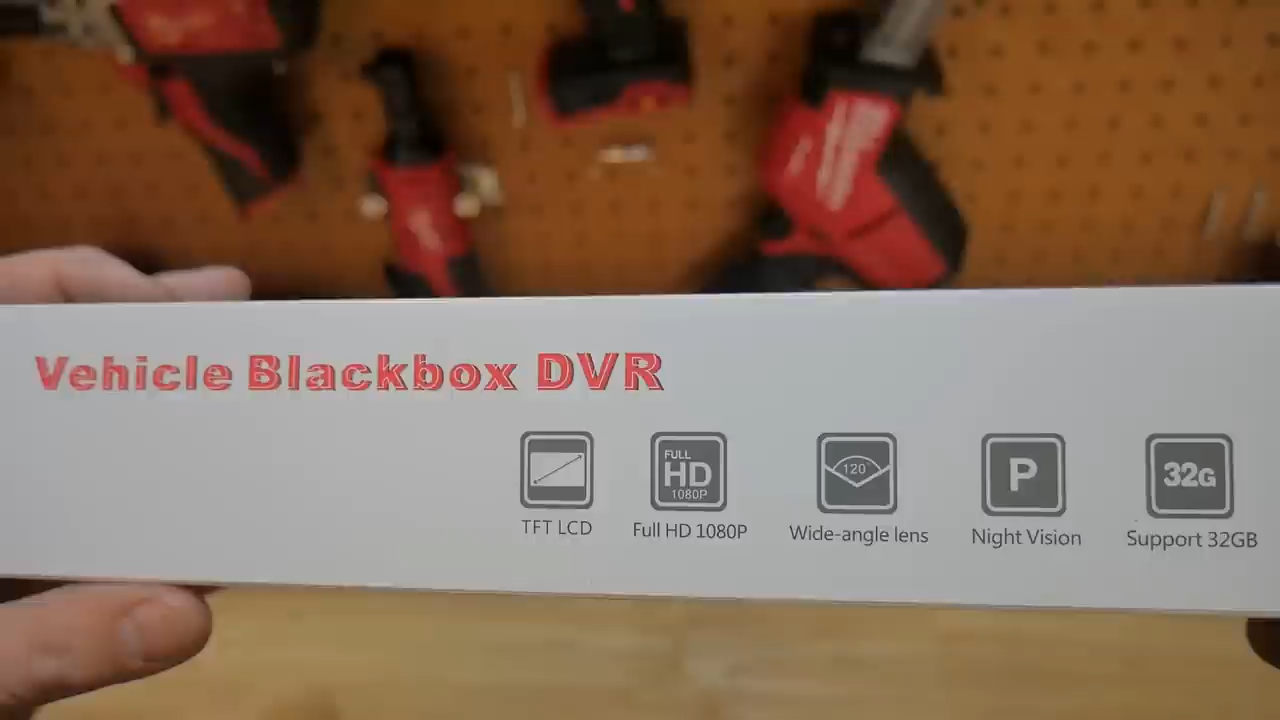 Vehicle Blackbox DVR
FULL
HD
1080P
120°
P
32G
TFT LCD
Full HD 1080P
Wide-angle lens
Night Vision
Support 32GB